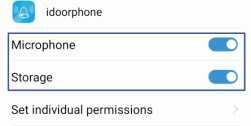 idoorphone
Microphone
Storage
Set individual permissions